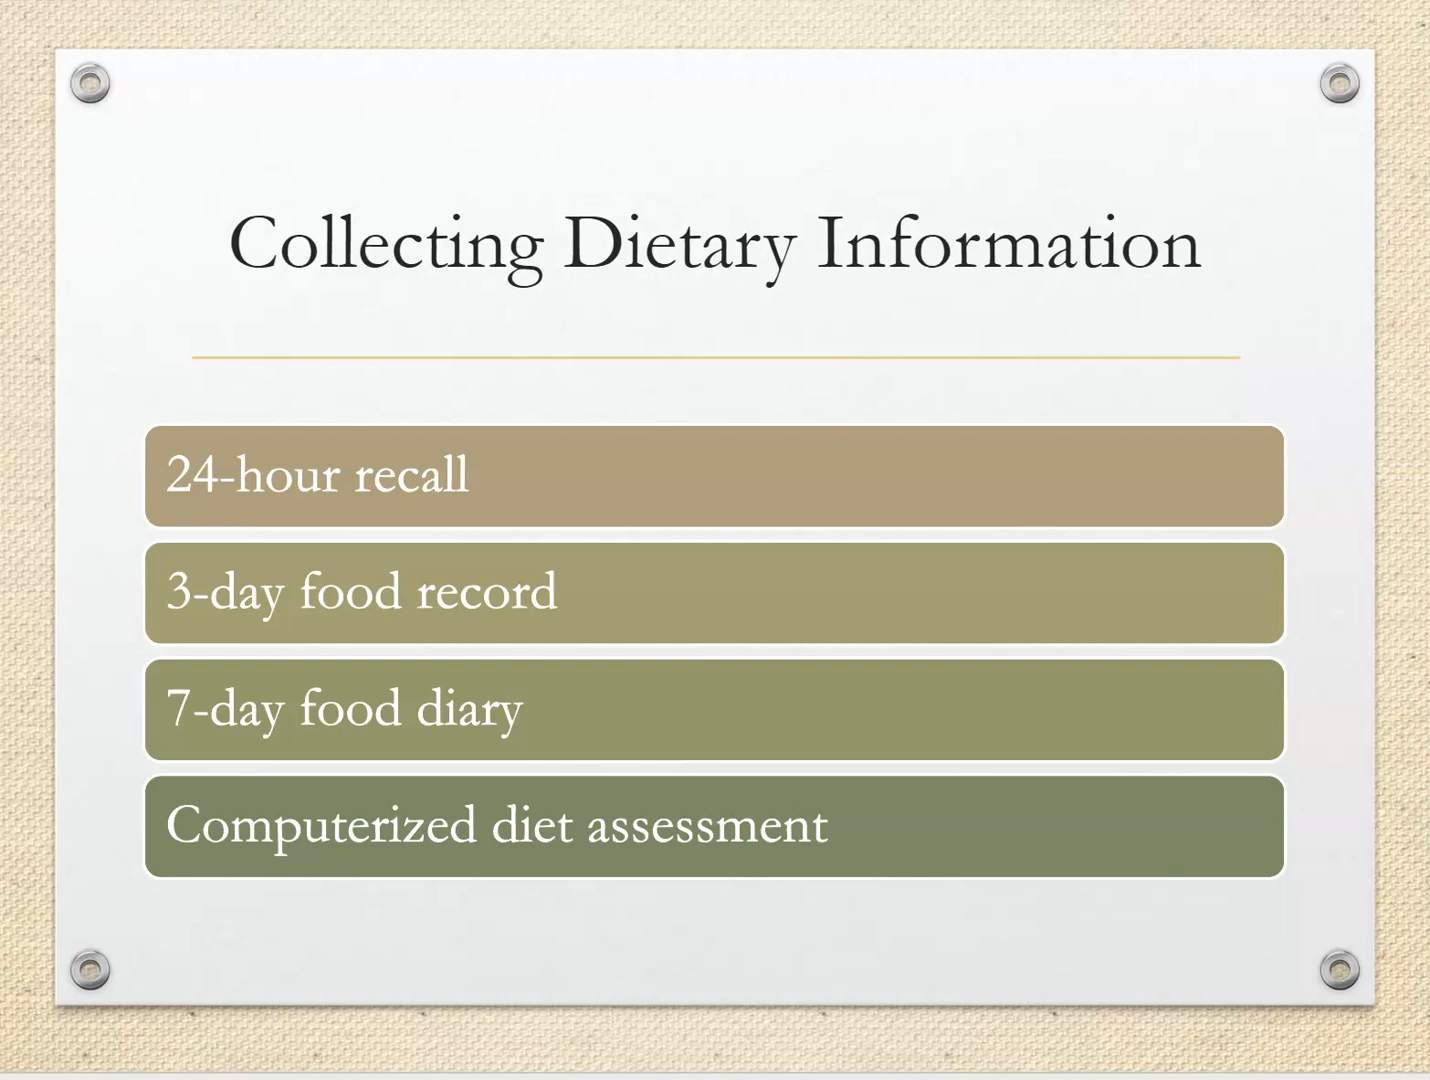 Collecting Dietary Information
24-hour recall
3-day food record
7-day food diary
Computerized diet assessment